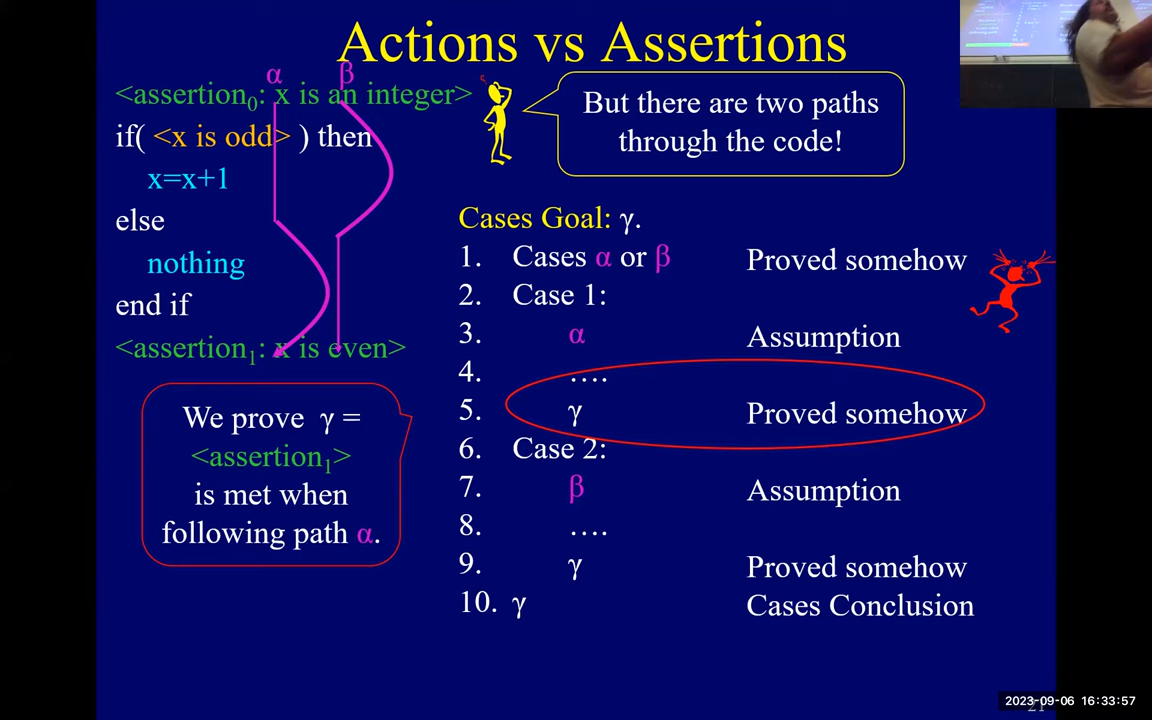 Actions vs Assertions
α β
<assertion0: x is an integer>
if( <x is odd> ) then
x=x+1
else
nothing
end if
<assertion1: x is even>
But there are two paths
through the code!
We prove γ =
<assertion1>
is met when
following path α.
Cases Goal: γ.
1. Cases α or β Proved somehow
2. Case 1:
3. α Assumption
4. ….
5. γ Proved somehow
6. Case 2:
7. β Assumption
8. ….
9. γ Proved somehow
10. γ Cases Conclusion
2023-09-06 16:33:57
21